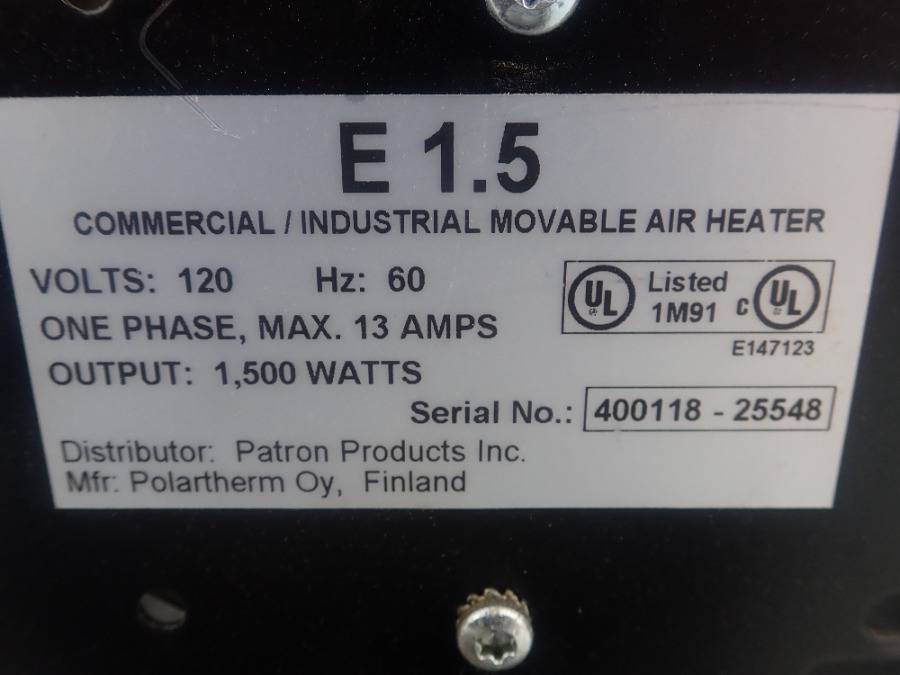 E 1.5
COMMERCIAL / INDUSTRIAL MOVABLE AIR HEATER
VOLTS: 120 Hz: 60
ONE PHASE, MAX. 13 AMPS
OUTPUT: 1,500 WATTS
UL Listed 1M91 c UL
E147123
Serial No.: 400118 - 25548
Distributor: Patron Products Inc.
Mfr: Polartherm Oy, Finland